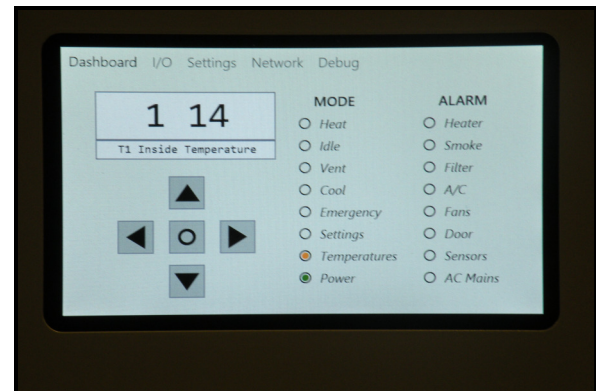 Dashboard I/O Settings Network Debug
1 14
T1 Inside Temperature
MODE
Heat
Idle
Vent
Cool
Emergency
Settings
Temperatures
Power
ALARM
Heater
Smoke
Filter
A/C
Fans
Door
Sensors
AC Mains